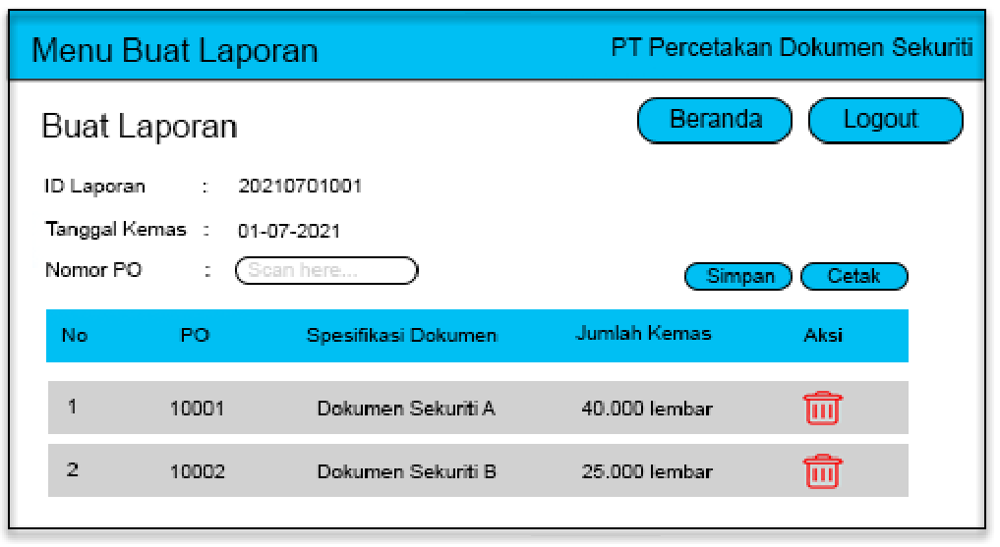 Menu Buat Laporan PT Percetakan Dokumen Sekuriti
Buat Laporan Beranda Logout
ID Laporan : 20210701001
Tanggal Kemas : 01-07-2021
Nomor PO : Scan here... Simpan Cetak
No PO Spesifikasi Dokumen Jumlah Kemas Aksi
1 10001 Dokumen Sekuriti A 40.000 lembar
2 10002 Dokumen Sekuriti B 25.000 lembar